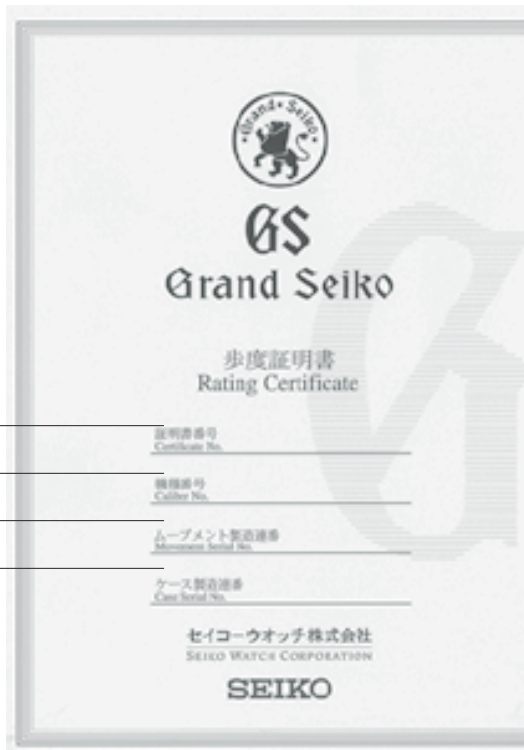 Grand Seiko
GS
Grand Seiko
歩度証明書
Rating Certificate
証明書番号
Certificate No.
機種番号
Caliber No.
ムーブメント製造連番
Movement Serial No.
ケース製造連番
Case Serial No.
セイコーウオッチ株式会社
SEIKO WATCH CORPORATION
SEIKO